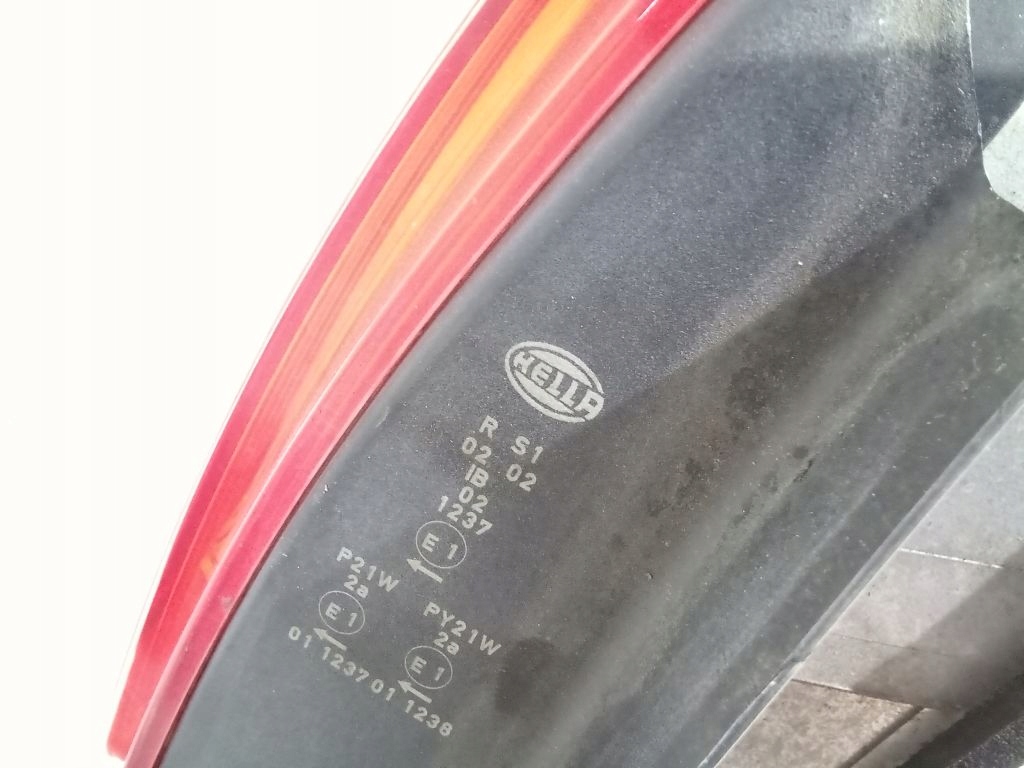 HELLA
R S1
02 02
IB
02
1237
E 1
P21W
2a
E 1
01 1237
PY21W
2a
E 1
01 1238